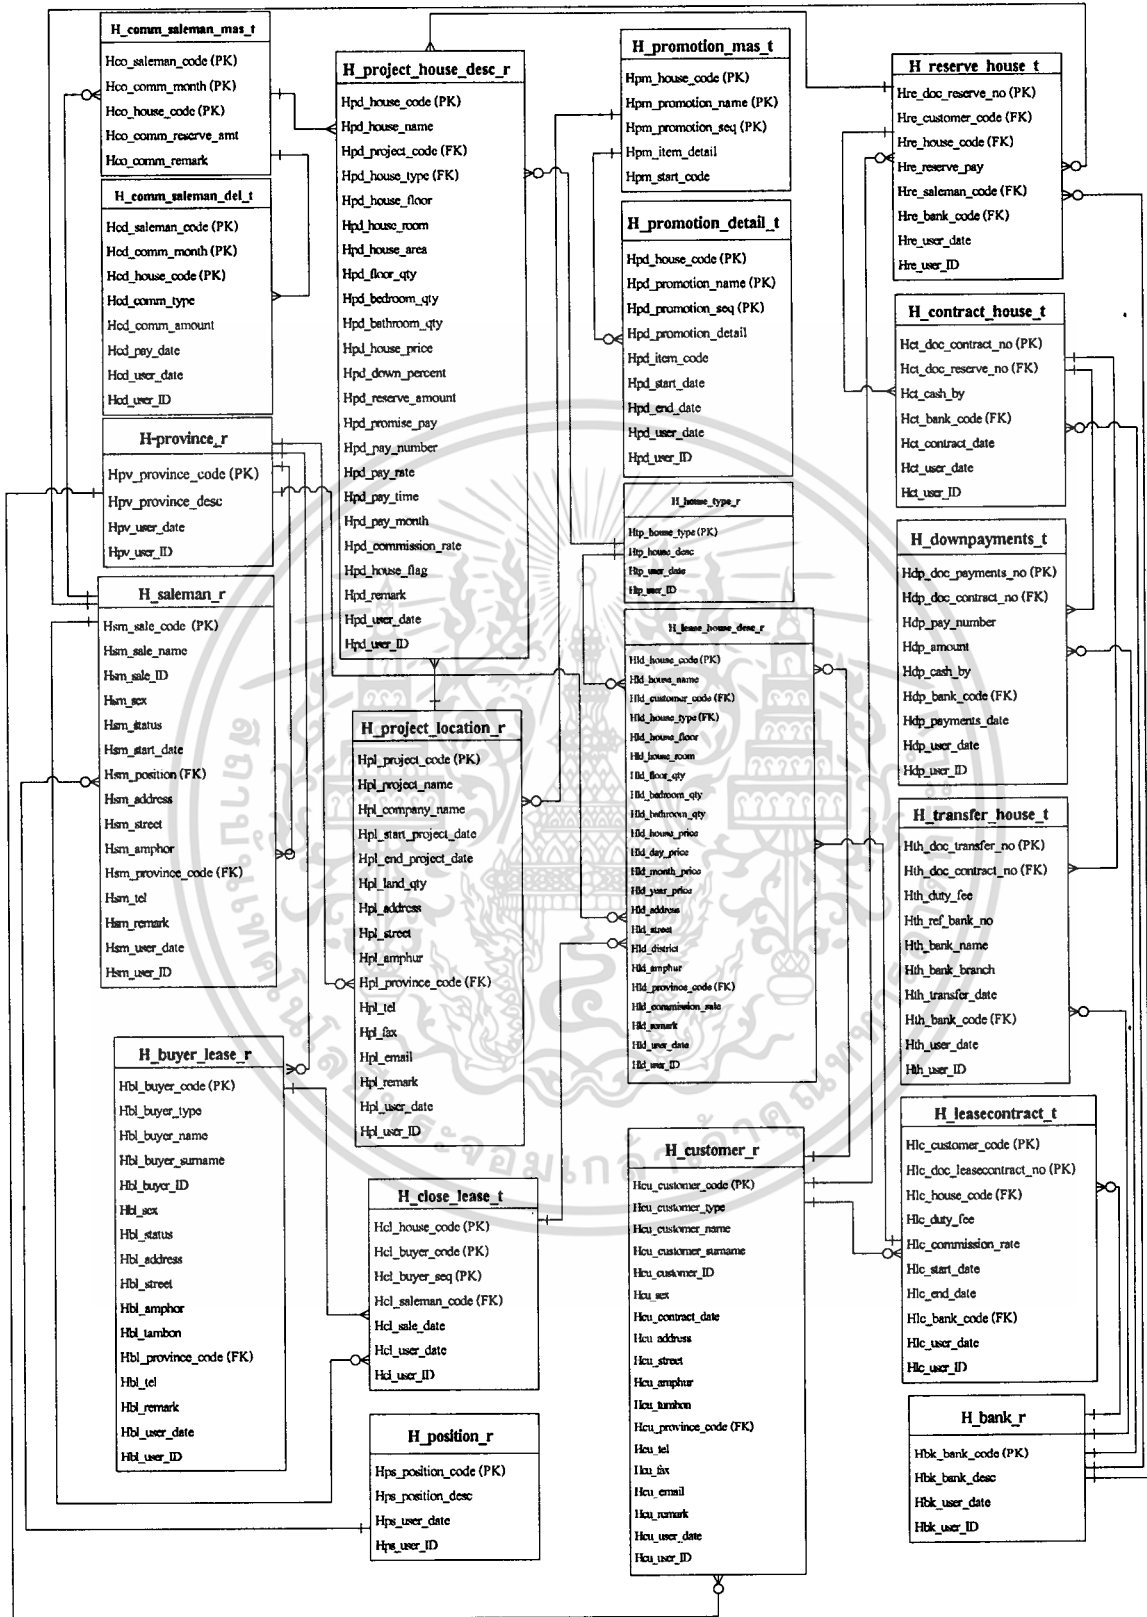 H_comm_saleman_mas_t
Hco_saleman_code (PK)
Hco_comm_month (PK)
Hco_house_code (PK)
Hco_comm_reserve_amt
Hco_comm_remark
H_comm_saleman_del_t
Hcd_saleman_code (PK)
Hcd_comm_month (PK)
Hcd_house_code (PK)
Hcd_comm_type
Hcd_comm_amount
Hcd_pay_date
Hcd_user_date
Hcd_user_ID
H-province_r
Hpv_province_code (PK)
Hpv_province_desc
Hpv_user_date
Hpv_user_ID
H_saleman_r
Hsm_sale_code (PK)
Hsm_sale_name
Hsm_sale_ID
Hsm_sex
Hsm_status
Hsm_start_date
Hsm_position (FK)
Hsm_address
Hsm_street
Hsm_amphor
Hsm_province_code (FK)
Hsm_tel
Hsm_remark
Hsm_user_date
Hsm_user_ID
H_buyer_lease_r
Hbl_buyer_code (PK)
Hbl_buyer_type
Hbl_buyer_name
Hbl_buyer_surname
Hbl_buyer_ID
Hbl_sex
Hbl_status
Hbl_address
Hbl_street
Hbl_amphor
Hbl_tambon
Hbl_province_code (FK)
Hbl_tel
Hbl_remark
Hbl_user_date
Hbl_user_ID
H_project_house_desc_r
Hpd_house_code (PK)
Hpd_house_name
Hpd_project_code (FK)
Hpd_house_type (FK)
Hpd_house_floor
Hpd_house_room
Hpd_house_area
Hpd_floor_qty
Hpd_bedroom_qty
Hpd_bathroom_qty
Hpd_house_price
Hpd_down_percent
Hpd_reserve_amount
Hpd_promise_pay
Hpd_pay_number
Hpd_pay_rate
Hpd_pay_time
Hpd_pay_month
Hpd_commission_rate
Hpd_house_flag
Hpd_remark
Hpd_user_date
Hpd_user_ID
H_project_location_r
Hpl_project_code (PK)
Hpl_project_name
Hpl_company_name
Hpl_start_project_date
Hpl_end_project_date
Hpl_land_qty
Hpl_address
Hpl_street
Hpl_amphur
Hpl_province_code (FK)
Hpl_tel
Hpl_fax
Hpl_email
Hpl_remark
Hpl_user_date
Hpl_user_ID
H_close_lease_t
Hcl_house_code (PK)
Hcl_buyer_code (PK)
Hcl_buyer_seq (PK)
Hcl_saleman_code (FK)
Hcl_sale_date
Hcl_user_date
Hcl_user_ID
H_position_r
Hps_position_code (PK)
Hps_position_desc
Hps_user_date
Hps_user_ID
H_promotion_mas_t
Hpm_house_code (PK)
Hpm_promotion_name (PK)
Hpm_promotion_seq (PK)
Hpm_item_detail
Hpm_start_code
H_promotion_detail_t
Hpd_house_code (PK)
Hpd_promotion_name (PK)
Hpd_promotion_seq (PK)
Hpd_promotion_detail
Hpd_item_code
Hpd_start_date
Hpd_end_date
Hpd_user_date
Hpd_user_ID
H_house_type_r
Htp_house_type (PK)
Htp_house_desc
Htp_user_date
Htp_user_ID
H_lease_house_desc_r
Hld_house_code (PK)
Hld_house_name
Hld_customer_code (FK)
Hld_house_type (FK)
Hld_house_floor
Hld_house_room
Hld_floor_qty
Hld_bedroom_qty
Hld_bathroom_qty
Hld_house_price
Hld_day_price
Hld_month_price
Hld_year_price
Hld_address
Hld_street
Hld_district
Hld_amphur
Hld_province_code (FK)
Hld_commission_sale
Hld_remark
Hld_user_date
Hld_user_ID
H_customer_r
Hcu_customer_code (PK)
Hcu_customer_type
Hcu_customer_name
Hcu_customer_surname
Hcu_customer_ID
Hcu_sex
Hcu_contract_date
Hcu_address
Hcu_street
Hcu_amphur
Hcu_tumbon
Hcu_province_code (FK)
Hcu_tel
Hcu_fax
Hcu_email
Hcu_remark
Hcu_user_date
Hcu_user_ID
H_reserve_house_t
Hre_doc_reserve_no (PK)
Hre_customer_code (FK)
Hre_house_code (FK)
Hre_reserve_pay
Hre_saleman_code (FK)
Hre_bank_code (FK)
Hre_user_date
Hre_user_ID
H_contract_house_t
Hct_doc_contract_no (PK)
Hct_doc_reserve_no (FK)
Hct_cash_by
Hct_bank_code (FK)
Hct_contract_date
Hct_user_date
Hct_user_ID
H_downpayments_t
Hdp_doc_payments_no (PK)
Hdp_doc_contract_no (FK)
Hdp_pay_number
Hdp_amount
Hdp_cash_by
Hdp_bank_code (FK)
Hdp_payments_date
Hdp_user_date
Hdp_user_ID
H_transfer_house_t
Hth_doc_transfer_no (PK)
Hth_doc_contract_no (FK)
Hth_duty_fee
Hth_ref_bank_no
Hth_bank_name
Hth_bank_branch
Hth_transfer_date
Hth_bank_code (FK)
Hth_user_date
Hth_user_ID
H_leasecontract_t
Hlc_customer_code (PK)
Hlc_doc_leasecontract_no (PK)
Hlc_house_code (FK)
Hlc_duty_fee
Hlc_commission_rate
Hlc_start_date
Hlc_end_date
Hlc_bank_code (FK)
Hlc_user_date
Hlc_user_ID
H_bank_r
Hbk_bank_code (PK)
Hbk_bank_desc
Hbk_user_date
Hbk_user_ID